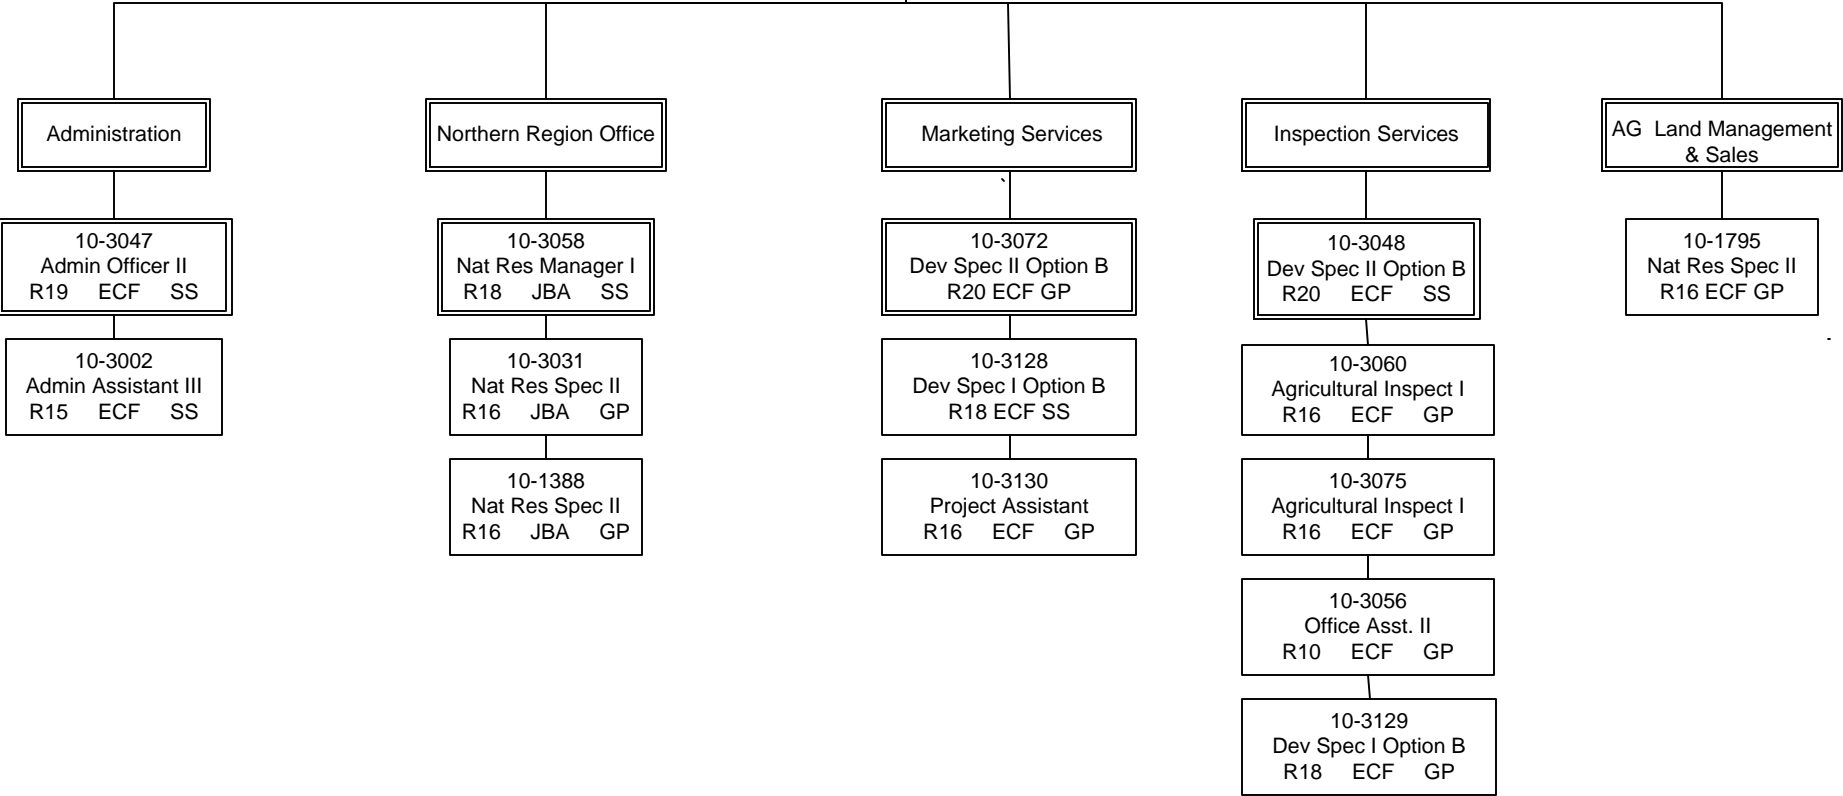 Administration
10-3047
Admin Officer II
R19 ECF SS
10-3002
Admin Assistant III
R15 ECF SS
Northern Region Office
10-3058
Nat Res Manager I
R18 JBA SS
10-3031
Nat Res Spec II
R16 JBA GP
10-1388
Nat Res Spec II
R16 JBA GP
Marketing Services
10-3072
Dev Spec II Option B
R20 ECF GP
10-3128
Dev Spec I Option B
R18 ECF SS
10-3130
Project Assistant
R16 ECF GP
Inspection Services
10-3048
Dev Spec II Option B
R20 ECF SS
10-3060
Agricultural Inspect I
R16 ECF GP
10-3075
Agricultural Inspect I
R16 ECF GP
10-3056
Office Asst. II
R10 ECF GP
10-3129
Dev Spec I Option B
R18 ECF GP
AG Land Management
& Sales
10-1795
Nat Res Spec II
R16 ECF GP